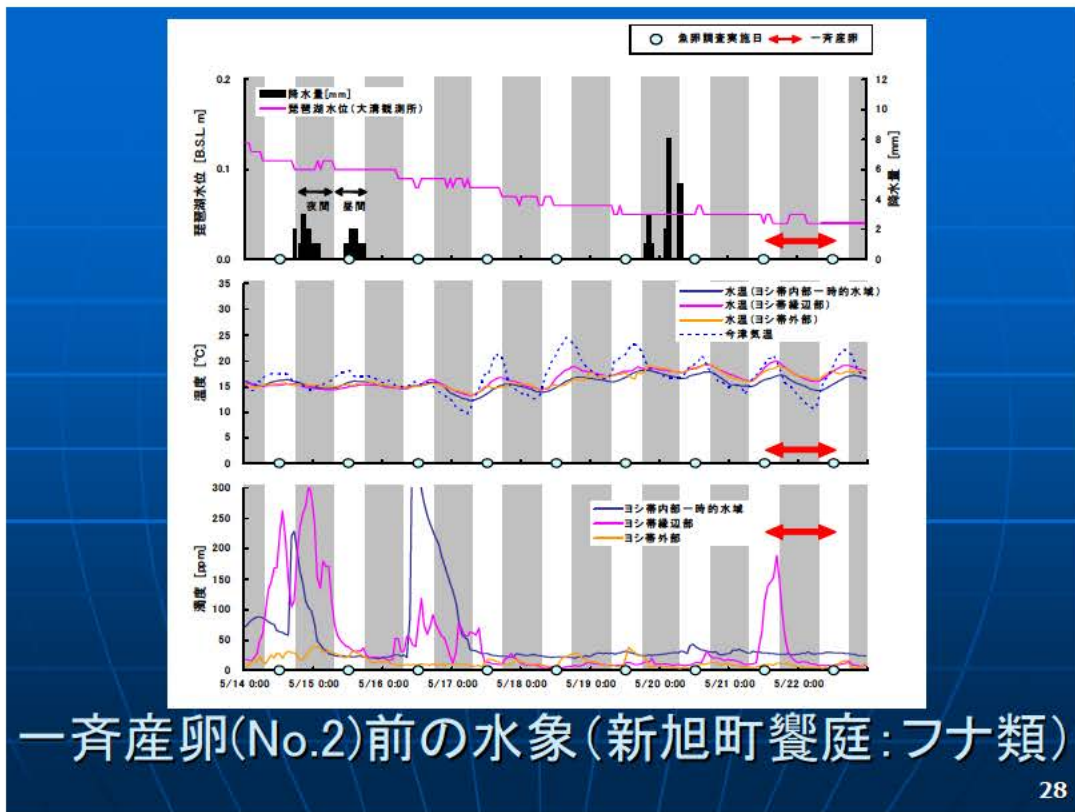 魚卵調査実施日 一斉産卵
0.2
0.1
0.0
琵琶湖水位 [B.S.L. m]
降水量[mm]
琵琶湖水位(大溝観測所)
夜間 昼間
12
10
8
6
4
2
0
降水量 [mm]
35
30
25
20
15
10
5
0
温度 [℃]
水温(ヨシ帯内部一時的水域)
水温(ヨシ帯縁辺部)
水温(ヨシ帯外部)
今津気温
300
250
200
150
100
50
0
濁度 [ppm]
ヨシ帯内部一時的水域
ヨシ帯縁辺部
ヨシ帯外部
5/14 0:00 5/15 0:00 5/16 0:00 5/17 0:00 5/18 0:00 5/19 0:00 5/20 0:00 5/21 0:00 5/22 0:00
一斉産卵(No.2)前の水象(新旭町饗庭:フナ類)
28